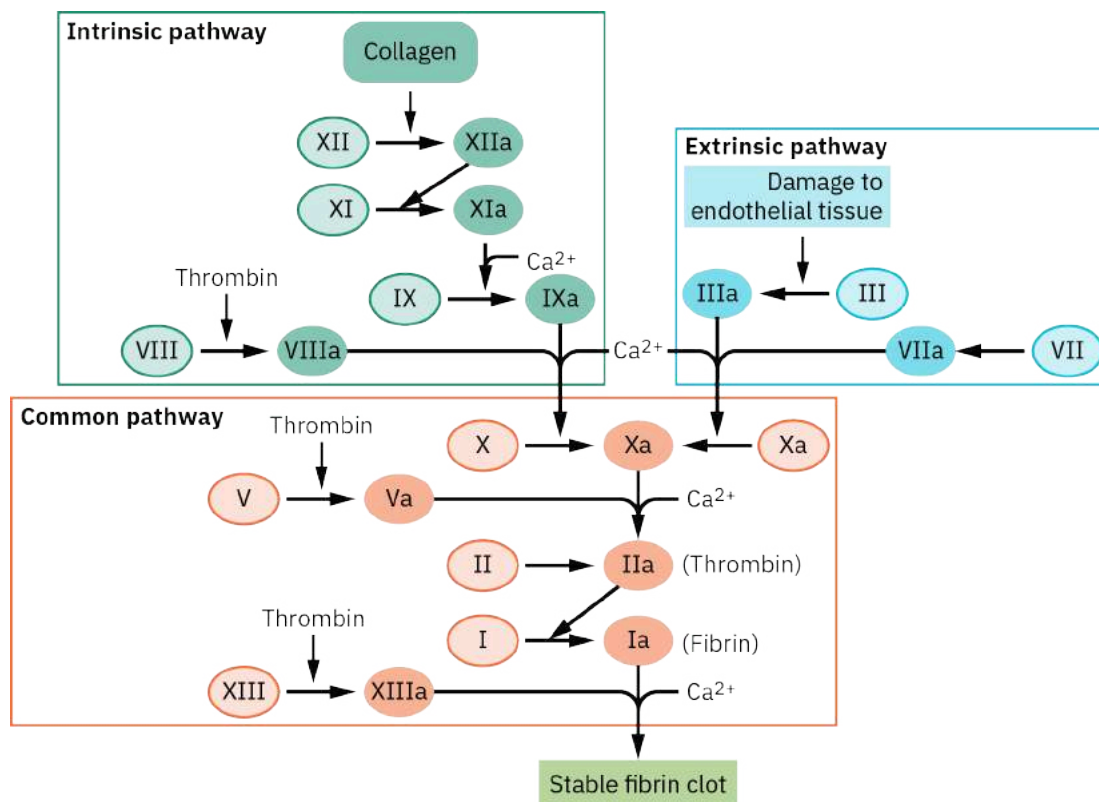 Intrinsic pathway
Collagen
XII
XIIa
XI
XIa
Ca²⁺
Thrombin
IX
IXa
VIII
VIIIa
Ca²⁺
Extrinsic pathway
Damage to
endothelial tissue
IIIa
III
VIIa
VII
Common pathway
Thrombin
X
Xa
Xa
V
Va
Ca²⁺
II
IIa
(Thrombin)
Thrombin
I
Ia
(Fibrin)
XIII
XIIIa
Ca²⁺
Stable fibrin clot